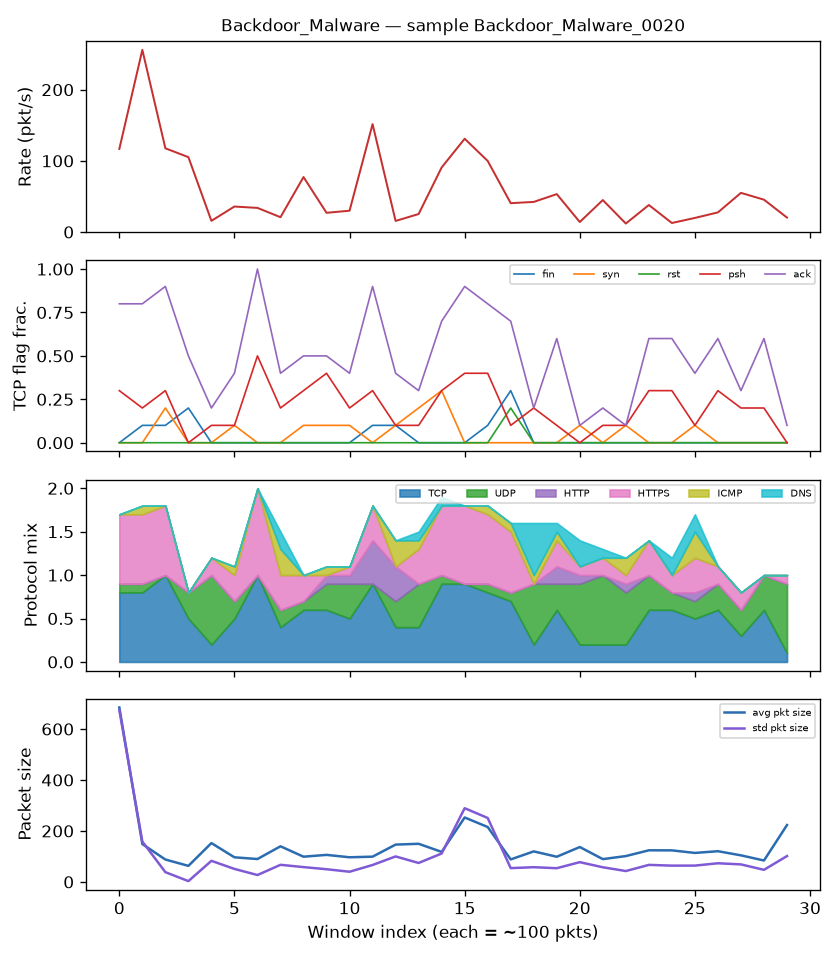 Backdoor_Malware — sample Backdoor_Malware_0020
Rate (pkt/s)
200
100
0
TCP flag frac.
1.00
0.75
0.50
0.25
0.00
fin syn rst psh ack
Protocol mix
2.0
1.5
1.0
0.5
0.0
TCP UDP HTTP HTTPS ICMP DNS
Packet size
600
400
200
0
avg pkt size
std pkt size
0 5 10 15 20 25 30
Window index (each = ~100 pkts)